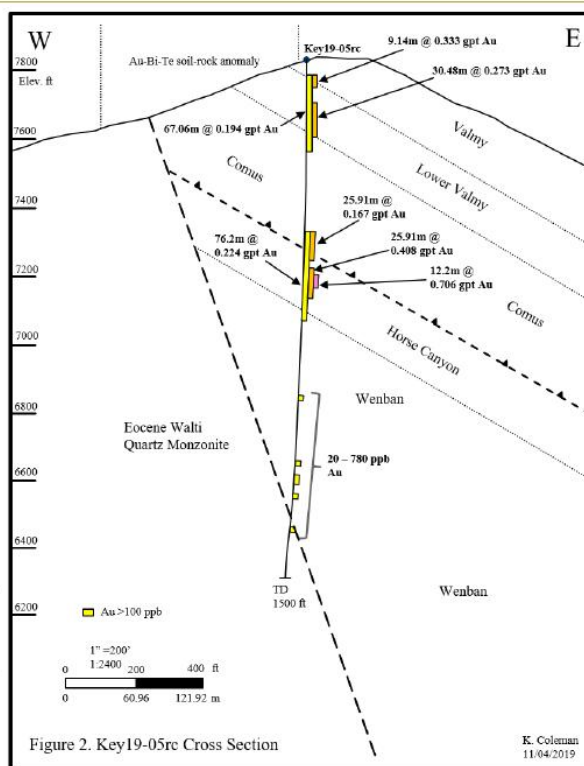 W
E
Key19-05rc
9.14m @ 0.333 gpt Au
Au-Bi-Te soil-rock anomaly
7800
Elev. ft
30.48m @ 0.273 gpt Au
67.06m @ 0.194 gpt Au
Valmy
7600
Lower Valmy
Comus
7400
25.91m @
0.167 gpt Au
76.2m @
0.224 gpt Au
25.91m @
0.408 gpt Au
12.2m @
0.706 gpt Au
7200
Comus
7000
Horse Canyon
Wenban
6800
Eocene Walti
Quartz Monzonite
20 – 780 ppb
Au
6600
6400
Wenban
TD
1500 ft
6200
Au >100 ppb
1" =200'
1:2400
0 200 400 ft
0 60.96 121.92 m
Figure 2. Key19-05rc Cross Section
K. Coleman
11/04/2019